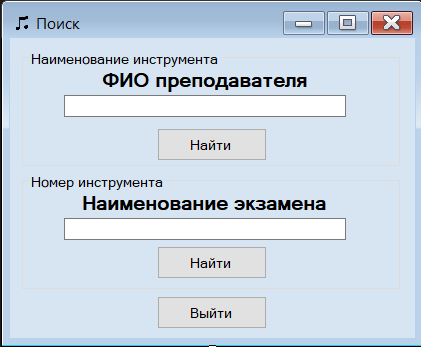 Поиск
Наименование инструмента
ФИО преподавателя
Найти
Номер инструмента
Наименование экзамена
Найти
Выйти